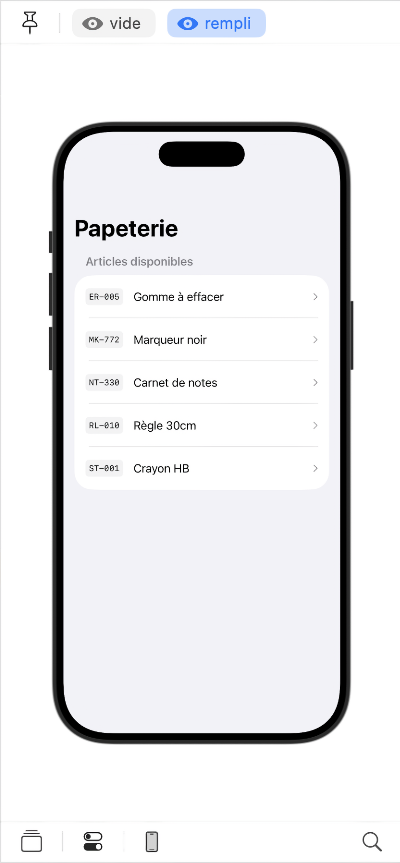 vide
rempli
Papeterie
Articles disponibles
ER-005 Gomme à effacer
MK-772 Marqueur noir
NT-330 Carnet de notes
RL-010 Règle 30cm
ST-001 Crayon HB